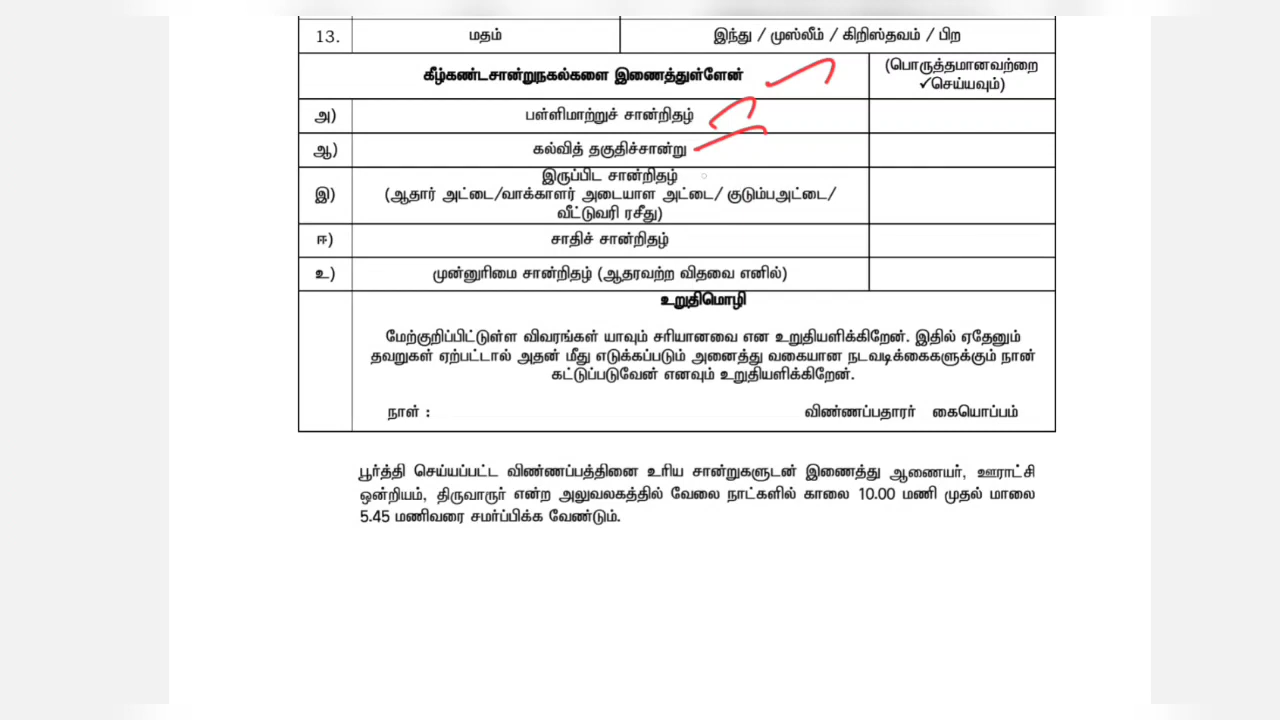 13. மதம் இந்து / முஸ்லீம் / கிறிஸ்தவம் / பிற
கீழ்கண்டசான்றுநகல்களை இணைத்துள்ளேன் (பொருத்தமானவற்றை
✓செய்யவும்)
அ) பள்ளிமாற்றுச் சான்றிதழ்
ஆ) கல்வித் தகுதிச்சான்று
இருப்பிட சான்றிதழ்
இ) (ஆதார் அட்டை/வாக்காளர் அடையாள அட்டை/ குடும்பஅட்டை/
வீட்டுவரி ரசீது)
ஈ) சாதிச் சான்றிதழ்
உ) முன்னுரிமை சான்றிதழ் (ஆதரவற்ற விதவை எனில்)
உறுதிமொழி
மேற்குறிப்பிட்டுள்ள விவரங்கள் யாவும் சரியானவை என உறுதியளிக்கிறேன். இதில் ஏதேனும்
தவறுகள் ஏற்பட்டால் அதன் மீது எடுக்கப்படும் அனைத்து வகையான நடவடிக்கைகளுக்கும் நான்
கட்டுப்படுவேன் எனவும் உறுதியளிக்கிறேன்.
நாள் : விண்ணப்பதாரர் கையொப்பம்
பூர்த்தி செய்யப்பட்ட விண்ணப்பத்தினை உரிய சான்றுகளுடன் இணைத்து ஆணையர், ஊராட்சி
ஒன்றியம், திருவாரூர் என்ற அலுவலகத்தில் வேலை நாட்களில் காலை 10.00 மணி முதல் மாலை
5.45 மணிவரை சமர்ப்பிக்க வேண்டும்.